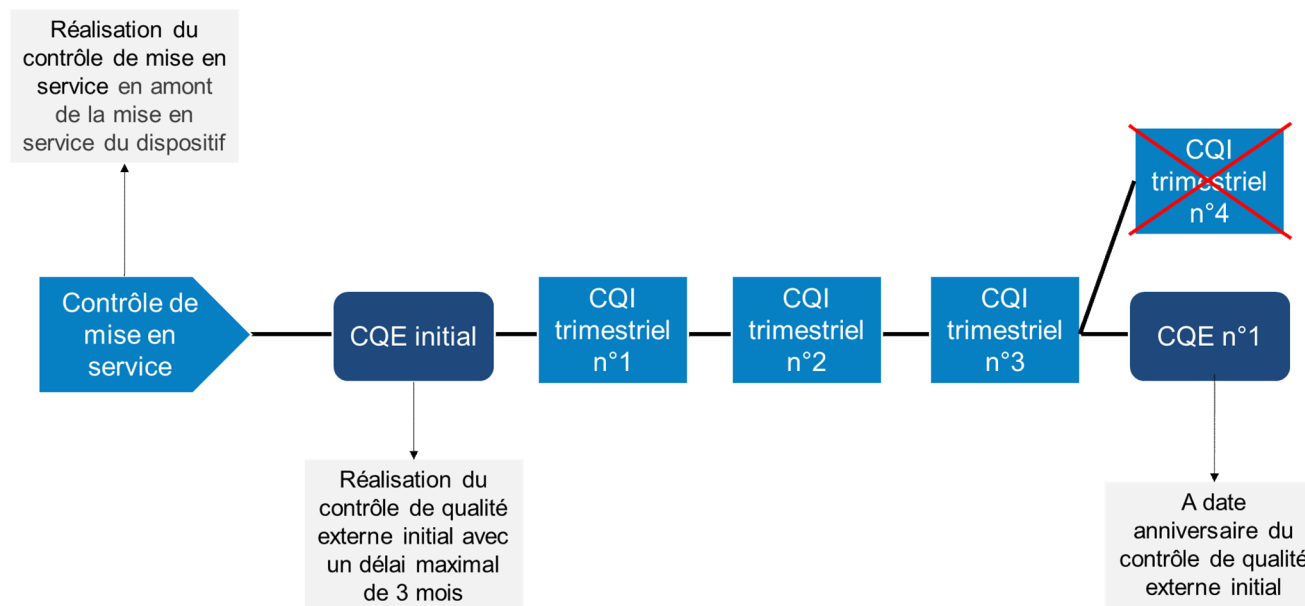 Réalisation du
contrôle de mise en
service en amont
de la mise en
service du dispositif
CQI
trimestriel
n°4
Contrôle de
mise en
service
CQE initial
CQI
trimestriel
n°1
CQI
trimestriel
n°2
CQI
trimestriel
n°3
CQE n°1
Réalisation du
contrôle de qualité
externe initial avec
un délai maximal
de 3 mois
A date
anniversaire du
contrôle de qualité
externe initial